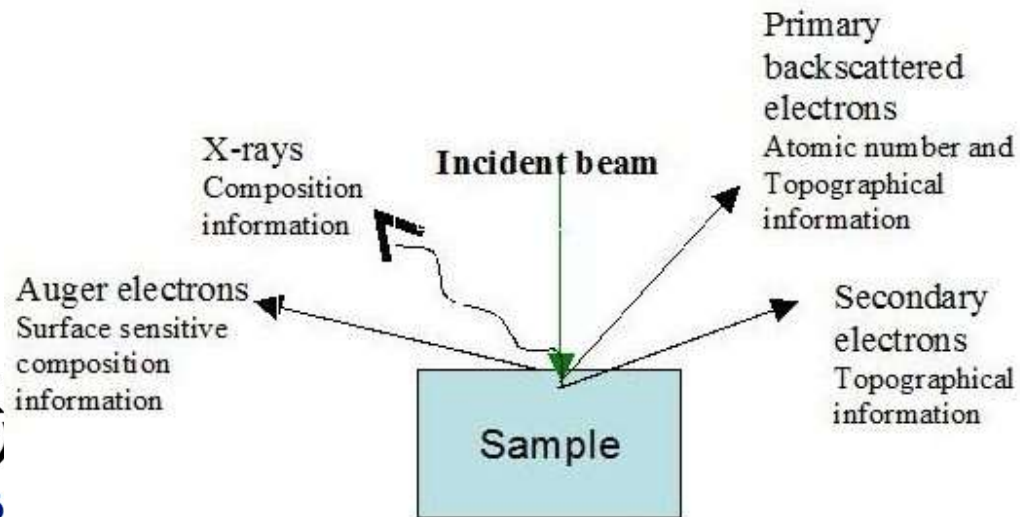 Primary
backscattered
electrons
Atomic number and
Topographical
information
X-rays
Composition
information
Incident beam
Auger electrons
Surface sensitive
composition
information
Secondary
electrons
Topographical
information
Sample